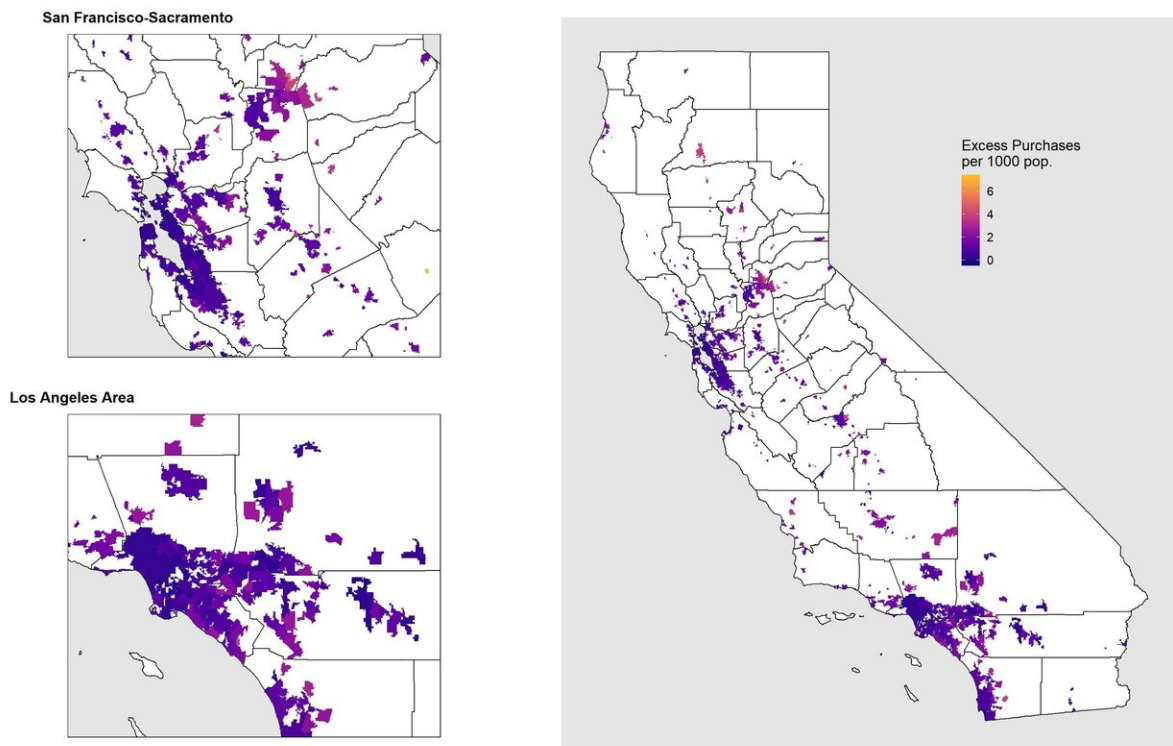 San Francisco-Sacramento
Los Angeles Area
Excess Purchases
per 1000 pop.
6
4
2
0